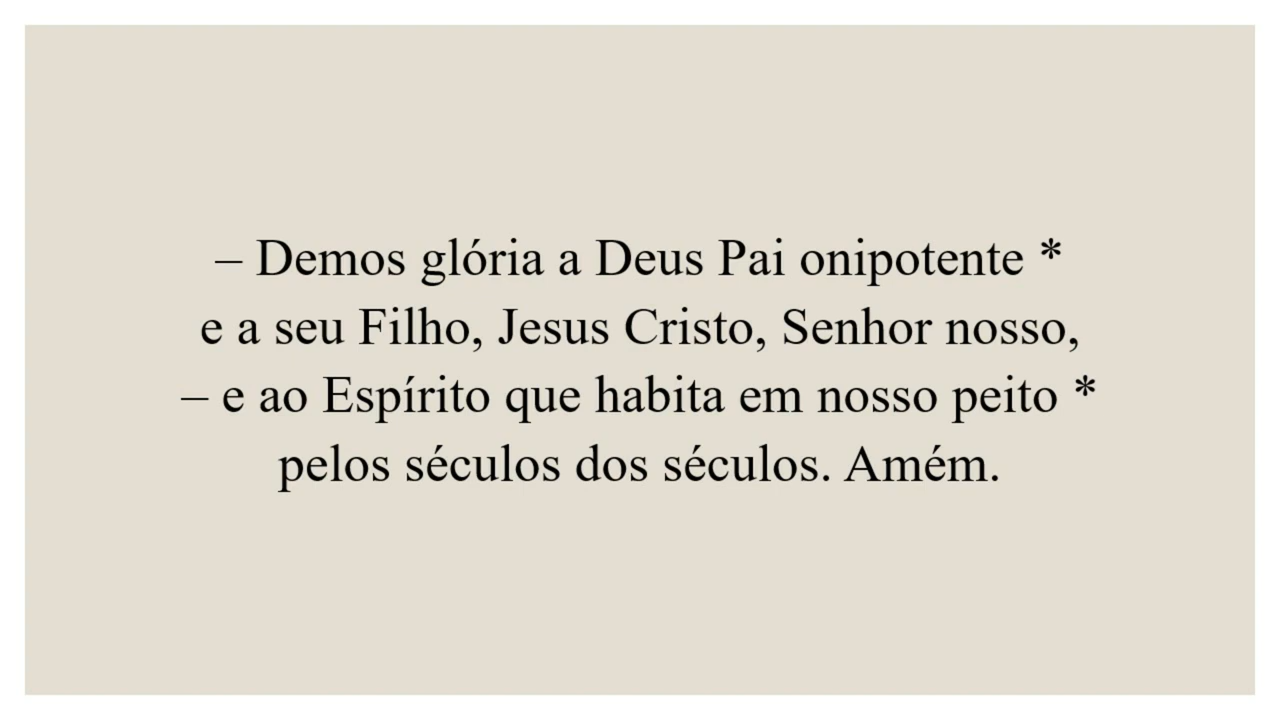 – Demos glória a Deus Pai onipotente *
e a seu Filho, Jesus Cristo, Senhor nosso,
– e ao Espírito que habita em nosso peito *
pelos séculos dos séculos. Amém.